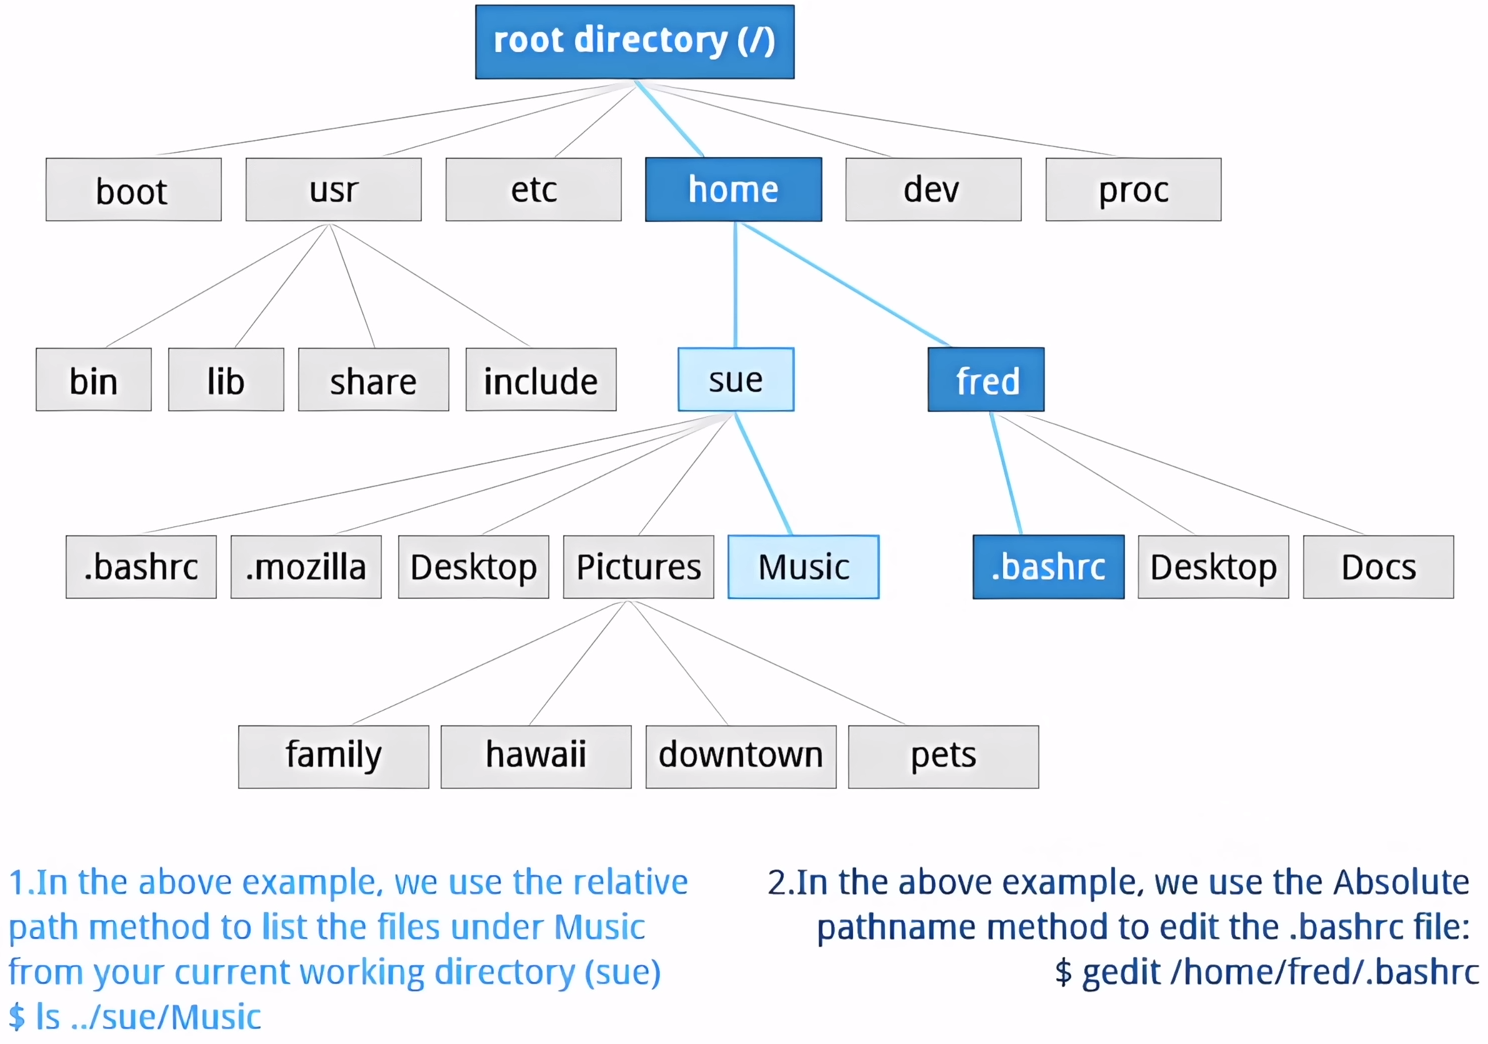 root directory (/)
boot usr etc home dev proc
bin lib share include sue fred
.bashrc .mozilla Desktop Pictures Music .bashrc Desktop Docs
family hawaii downtown pets
1.In the above example, we use the relative
path method to list the files under Music
from your current working directory (sue)
$ ls ../sue/Music
2.In the above example, we use the Absolute
pathname method to edit the .bashrc file:
$ gedit /home/fred/.bashrc